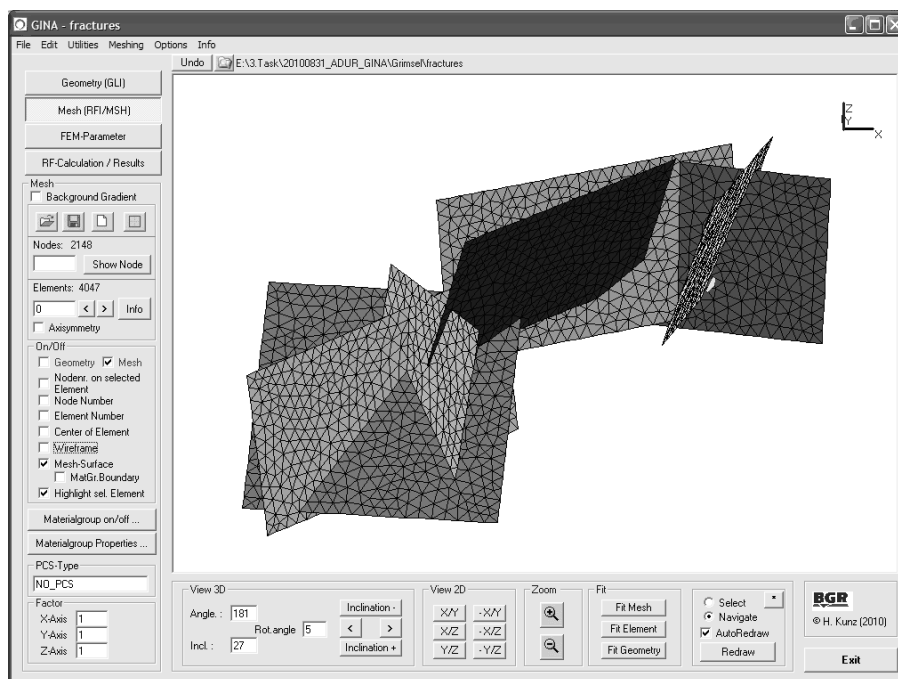 GINA - fractures
File Edit Utilities Meshing Options Info
Undo E:\3.Task\20100831_ADUR_GINA\Grimsel\fractures
Geometry (GLI)
Mesh (RFI/MSH)
FEM-Parameter
RF-Calculation / Results
Mesh
Background Gradient
Nodes: 2148
Show Node
Elements: 4047
0 < > Info
Axisymmetry
On/Off
Geometry Mesh
Nodenr. on selected
Element
Node Number
Element Number
Center of Element
Wireframe
Mesh-Surface
MatGr.Boundary
Highlight sel. Element
Materialgroup on/off ...
Materialgroup Properties ...
PCS-Type
NO_PCS
Factor
X-Axis 1
Y-Axis 1
Z-Axis 1
Z
Y
X
View 3D
Angle. : 181
Rot.angle 5
Incl. : 27
Inclination -
< >
Inclination +
View 2D
X/Y -X/Y
X/Z -X/Z
Y/Z -Y/Z
Zoom
Fit
Fit Mesh
Fit Element
Fit Geometry
Select *
Navigate
AutoRedraw
Redraw
BGR
© H. Kunz (2010)
Exit